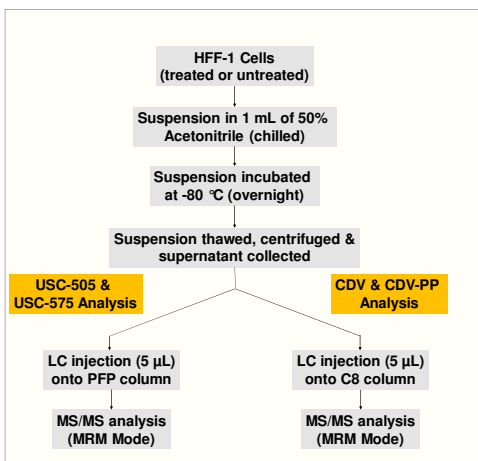 HFF-1 Cells
(treated or untreated)
Suspension in 1 mL of 50%
Acetonitrile (chilled)
Suspension incubated
at -80 °C (overnight)
Suspension thawed, centrifuged &
supernatant collected
USC-505 &
USC-575 Analysis
CDV & CDV-PP
Analysis
LC injection (5 µL)
onto PFP column
LC injection (5 µL)
onto C8 column
MS/MS analysis
(MRM Mode)
MS/MS analysis
(MRM Mode)